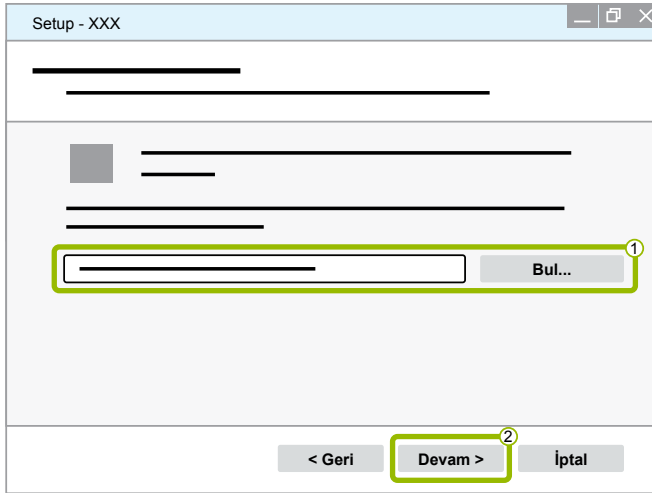 Setup - XXX
1
Bul...
2
< Geri
Devam >
İptal